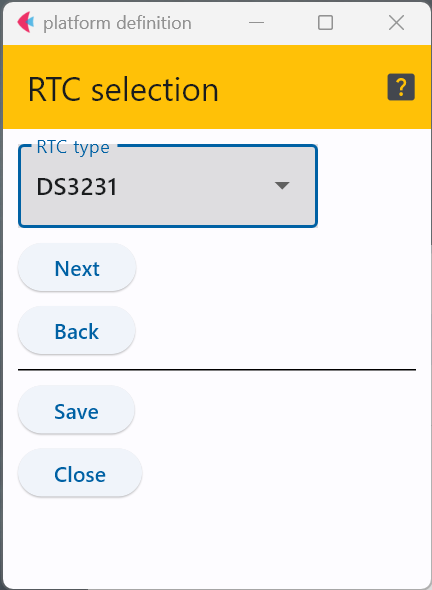 platform definition
RTC selection
?
RTC type
DS3231
Next
Back
Save
Close